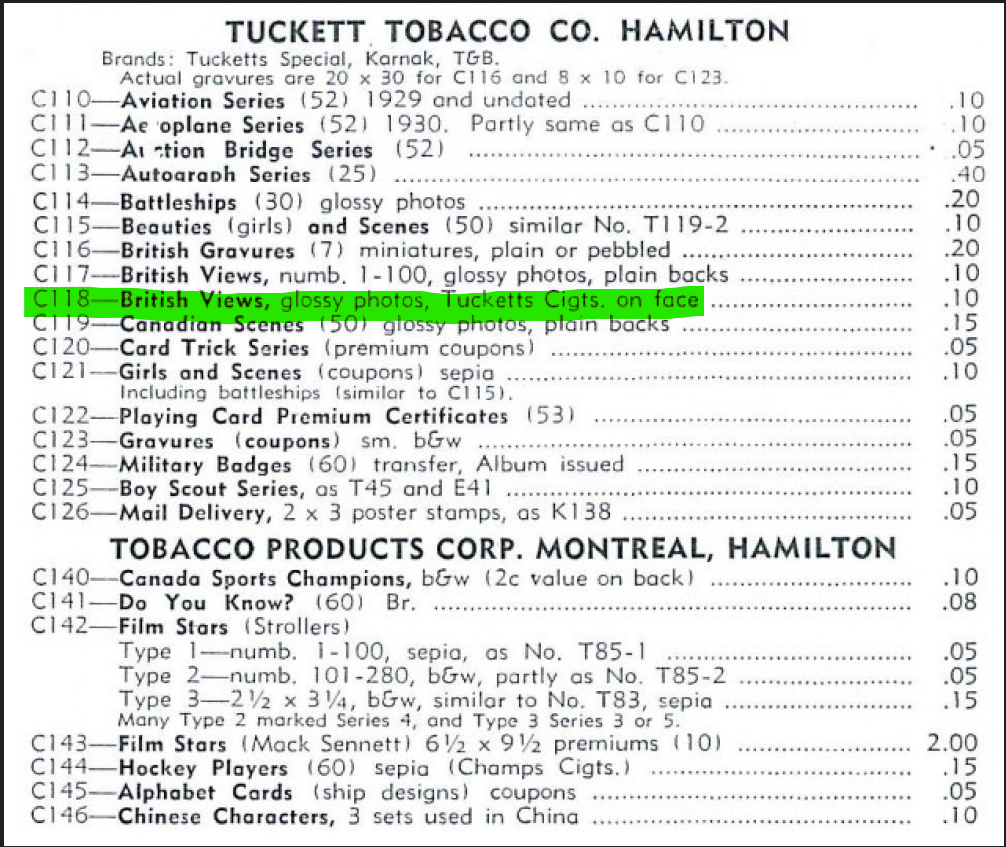 TUCKETT TOBACCO CO. HAMILTON
Brands: Tucketts Special, Karnak, T&B.
Actual gravures are 20 x 30 for C116 and 8 x 10 for C123.
C110—Aviation Series (52) 1929 and undated .10
C111—Ae oplane Series (52) 1930. Partly same as C110 .10
C112— Bridge Series (52) .05
C113—Autograph Series (25) .40
C114—Battleships (30) glossy photos .20
C115—Beauties (girls) and Scenes (50) similar No. T119-2 .10
C116—British Gravures (7) miniatures, plain or pebbled .20
C117—British Views, numb. 1-100, glossy photos, plain backs .10
C118—British Views, glossy photos, Tucketts Cigts. on face .10
C119—Canadian Scenes (50) glossy photos, plain backs .15
C120—Card Trick Series (premium coupons) .05
C121—Girls and Scenes (coupons) sepia .10
Including battleships (similar to C115).
C122—Playing Card Premium Certificates (53) .05
C123—Gravures (coupons) sm. b&w .05
C124—Military Badges (60) transfer, Album issued .15
C125—Boy Scout Series, as T45 and E41 .10
C126—Mail Delivery, 2 x 3 poster stamps, as K138 .05
TOBACCO PRODUCTS CORP. MONTREAL, HAMILTON
C140—Canada Sports Champions, b&w (2c value on back) .10
C141—Do You Know? (60) Br. .08
C142—Film Stars (Strollers)
Type 1—numb. 1-100, sepia, as No. T85-1 .05
Type 2—numb. 101-280, b&w, partly as No. T85-2 .05
Type 3—2½ x 3¼, b&w, similar to No. T83, sepia .15
Many Type 2 marked Series 4, and Type 3 Series 3 or 5.
C143—Film Stars (Mack Sennett) 6½ x 9½ premiums (10) 2.00
C144—Hockey Players (60) sepia (Champs Cigts.) .15
C145—Alphabet Cards (ship designs) coupons .05
C146—Chinese Characters, 3 sets used in China .10